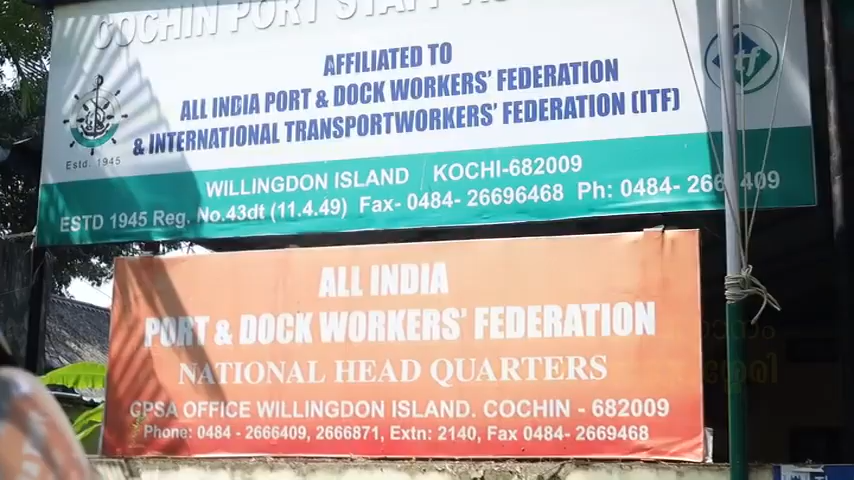 COCHIN PORT STAFF
AFFILIATED TO
ALL INDIA PORT & DOCK WORKERS' FEDERATION
& INTERNATIONAL TRANSPORTWORKERS' FEDERATION (ITF)
itf
Estd. 1945
WILLINGDON ISLAND KOCHI-682009
ESTD 1945 Reg. No.43dt (11.4.49) Fax- 0484- 26696468 Ph: 0484- 266 409
ALL INDIA
PORT & DOCK WORKERS' FEDERATION
NATIONAL HEAD QUARTERS
CPSA OFFICE WILLINGDON ISLAND. COCHIN - 682009
Phone: 0484 - 2666409, 2666871, Extn: 2140, Fax 0484- 2669468